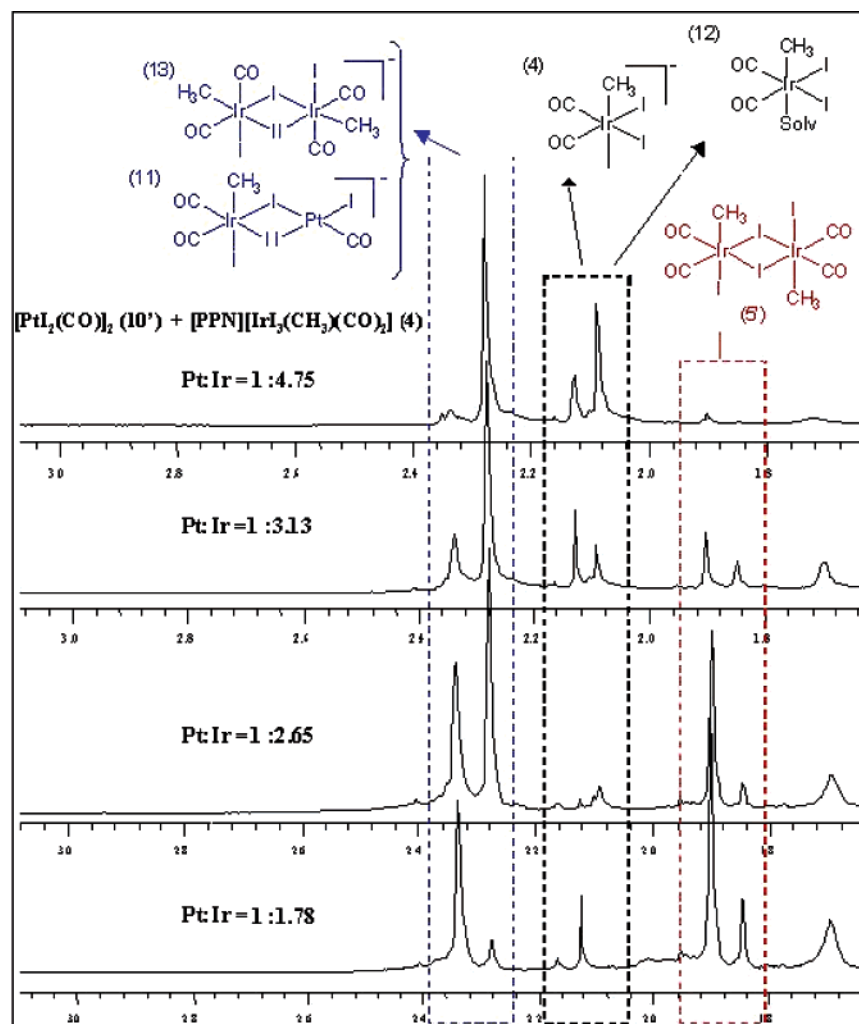 (13)
CO
I
H₃C
I
CO
Ir
Ir
CO
I
CH₃
I
CO
(11)
CH₃
OC
I
I
Ir
Pt
OC
CO
I
(4)
CH₃
OC
I
Ir
OC
I
(12)
CH₃
OC
I
Ir
OC
I
Solv
CH₃
I
OC
I
CO
Ir
Ir
OC
I
CO
I
CH₃
(5')
[PtI₂(CO)]₂ (10') + [PPN][IrI₃(CH₃)(CO)₂] (4)
Pt:Ir = 1 :4.75
3.0 2.8 2.6 2.4 2.2 2.0 1.8
Pt:Ir = 1 :3.13
3.0 2.8 2.6 2.4 2.2 2.0 1.8
Pt:Ir = 1 :2.65
3.0 2.8 2.6 2.4 2.2 2.0 1.8
Pt:Ir = 1 :1.78
3.0 2.8 2.6 2.4 2.2 2.0 1.8